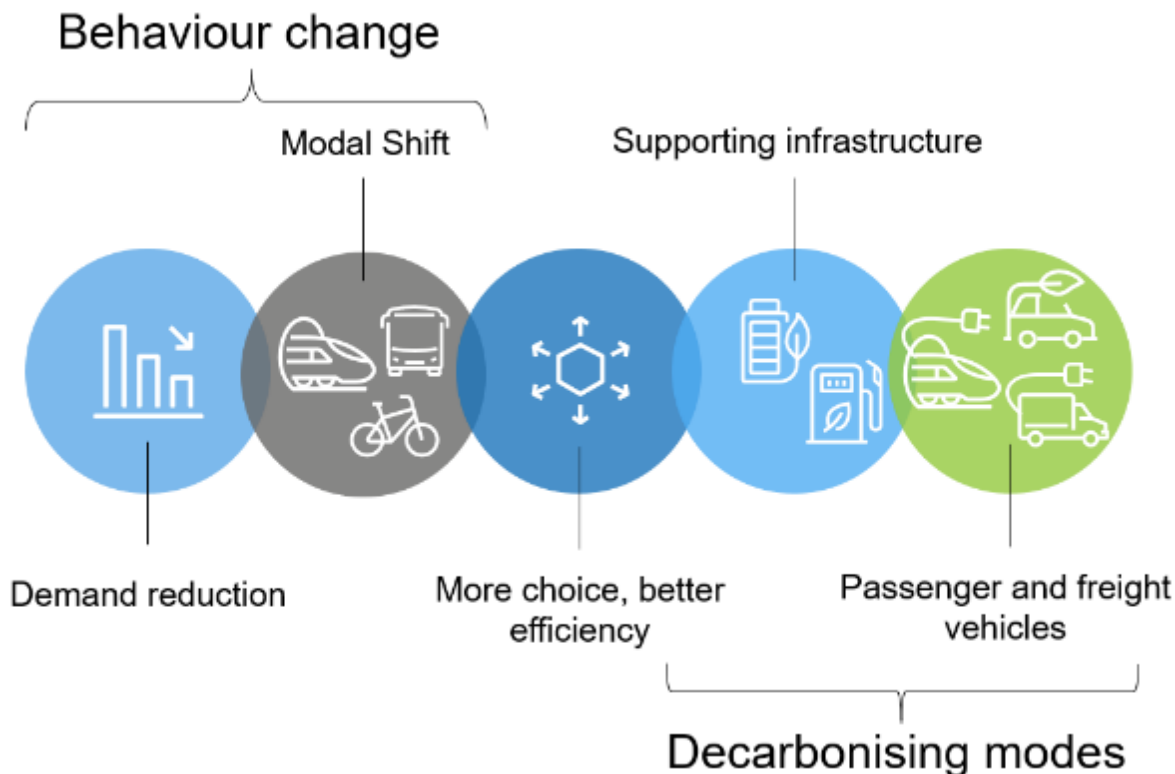 Behaviour change
Modal Shift
Supporting infrastructure
Demand reduction
More choice, better
efficiency
Passenger and freight
vehicles
Decarbonising modes